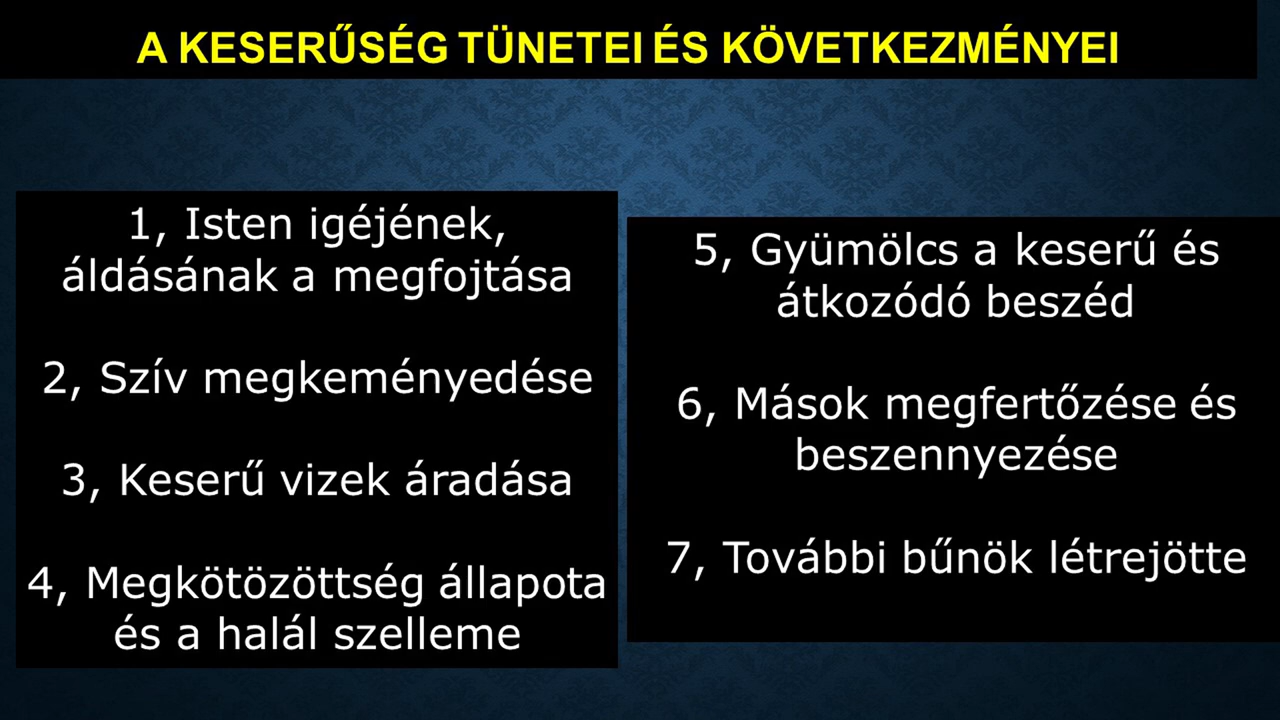 A KESERŰSÉG TÜNETEI ÉS KÖVETKEZMÉNYEI
1, Isten igéjének,
áldásának a megfojtása
2, Szív megkeményedése
3, Keserű vizek áradása
4, Megkötözöttség állapota
és a halál szelleme
5, Gyümölcs a keserű és
átkozódó beszéd
6, Mások megfertőzése és
beszennyezése
7, További bűnök létrejötte